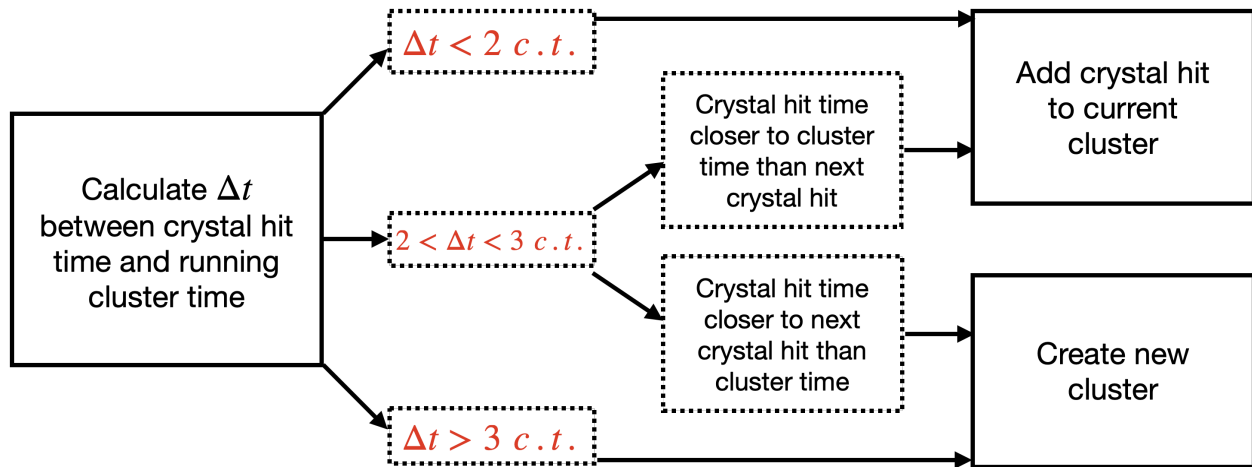 Calculate Δt
between crystal hit
time and running
cluster time
Δt < 2 c.t.
2 < Δt < 3 c.t.
Δt > 3 c.t.
Crystal hit time
closer to cluster
time than next
crystal hit
Crystal hit time
closer to next
crystal hit than
cluster time
Add crystal hit
to current
cluster
Create new
cluster